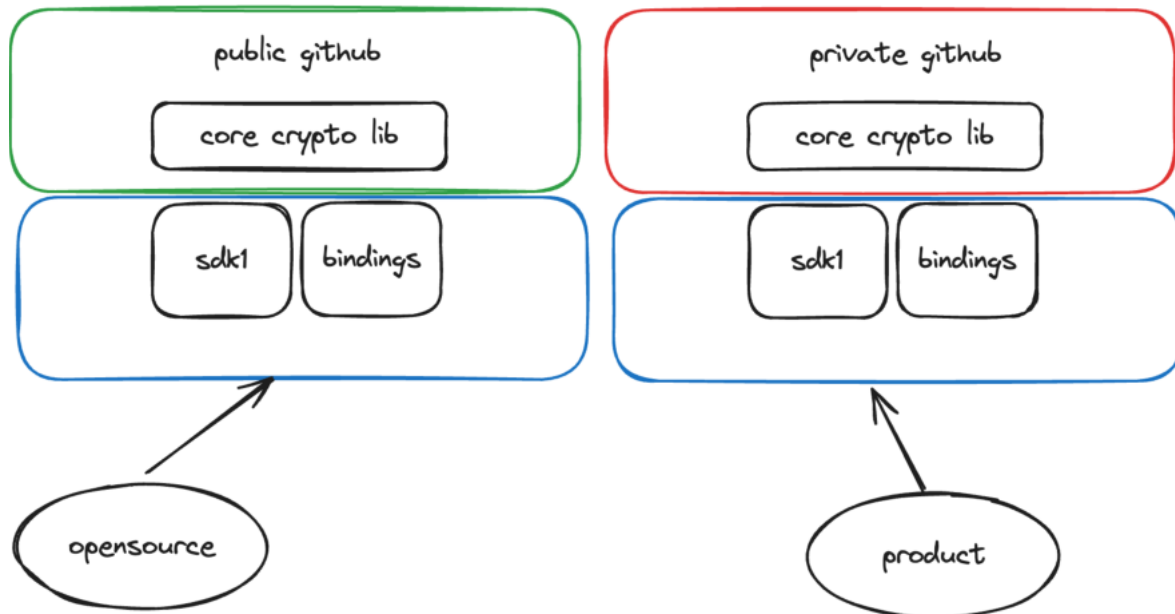 public github
private github
core crypto lib
core crypto lib
sdk1
bindings
sdk1
bindings
opensource
product